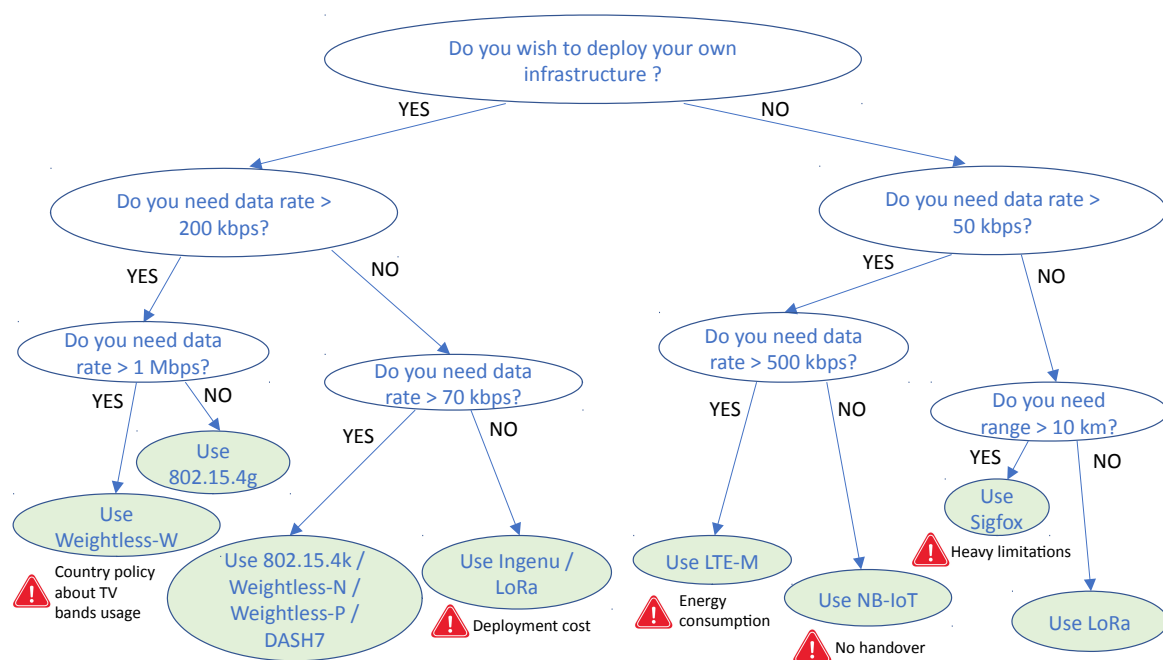 Do you wish to deploy your own
infrastructure ?
YES
NO
Do you need data rate >
200 kbps?
Do you need data rate >
50 kbps?
YES
NO
YES
NO
Do you need data
rate > 1 Mbps?
Do you need data
rate > 70 kbps?
Do you need data
rate > 500 kbps?
Do you need
range > 10 km?
YES
NO
YES
NO
YES
NO
YES
NO
Use
802.15.4g
Use
Weightless-W
Country policy
about TV
bands usage
Use 802.15.4k /
Weightless-N /
Weightless-P /
DASH7
Use Ingenu /
LoRa
Deployment cost
Use LTE-M
Energy
consumption
Use NB-IoT
No handover
Use
Sigfox
Heavy limitations
Use LoRa